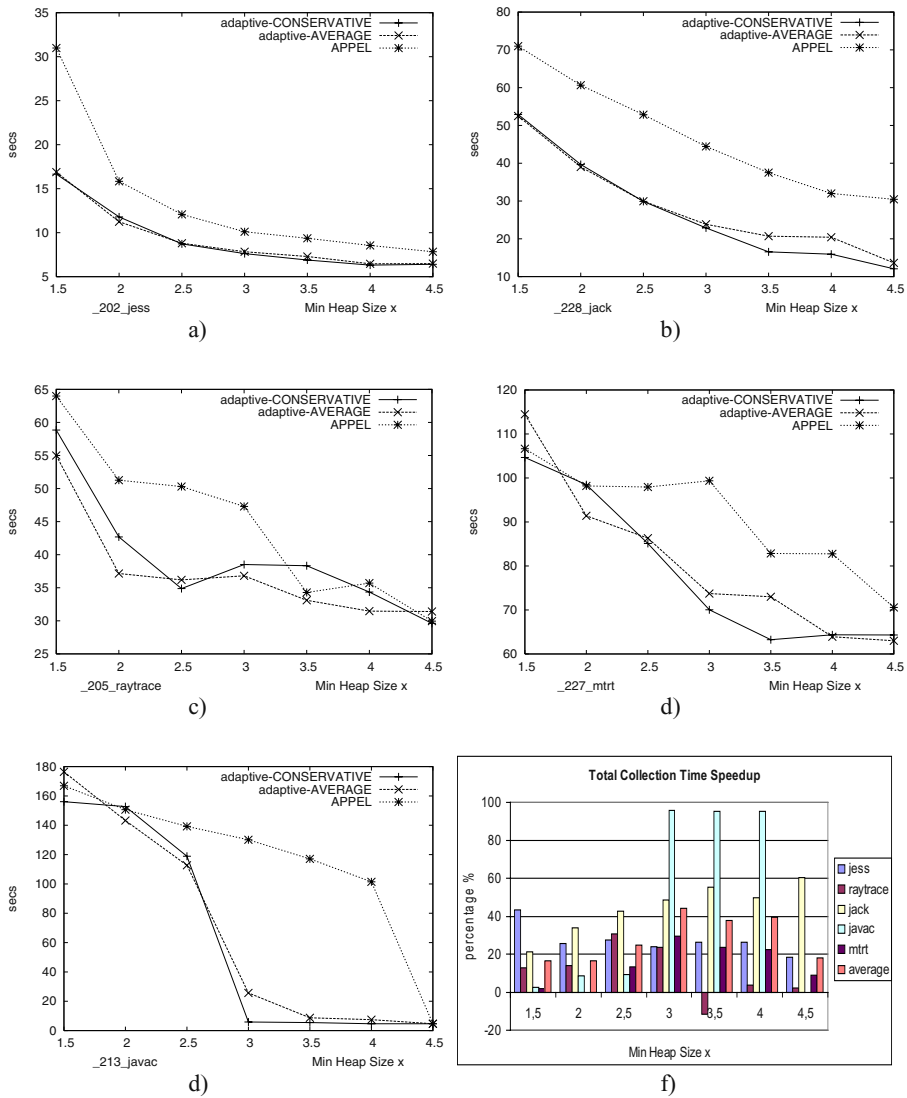 35
30
25
20
15
10
5
1.5 2 2.5 3 3.5 4 4.5
secs
adaptive-CONSERVATIVE
adaptive-AVERAGE
APPEL
_202_jess
Min Heap Size x
a)
80
70
60
50
40
30
20
10
1.5 2 2.5 3 3.5 4 4.5
secs
adaptive-CONSERVATIVE
adaptive-AVERAGE
APPEL
_228_jack
Min Heap Size x
b)
65
60
55
50
45
40
35
30
25
1.5 2 2.5 3 3.5 4 4.5
secs
adaptive-CONSERVATIVE
adaptive-AVERAGE
APPEL
_205_raytrace
Min Heap Size x
c)
120
110
100
90
80
70
60
1.5 2 2.5 3 3.5 4 4.5
secs
adaptive-CONSERVATIVE
adaptive-AVERAGE
APPEL
_227_mtrt
Min Heap Size x
d)
180
160
140
120
100
80
60
40
20
0
1.5 2 2.5 3 3.5 4 4.5
secs
adaptive-CONSERVATIVE
adaptive-AVERAGE
APPEL
_213_javac
Min Heap Size x
d)
Total Collection Time Speedup
100
80
60
40
20
0
-20
percentage %
1,5 2 2,5 3 3,5 4 4,5
Min Heap Size x
jess
raytrace
jack
javac
mtrt
average
f)